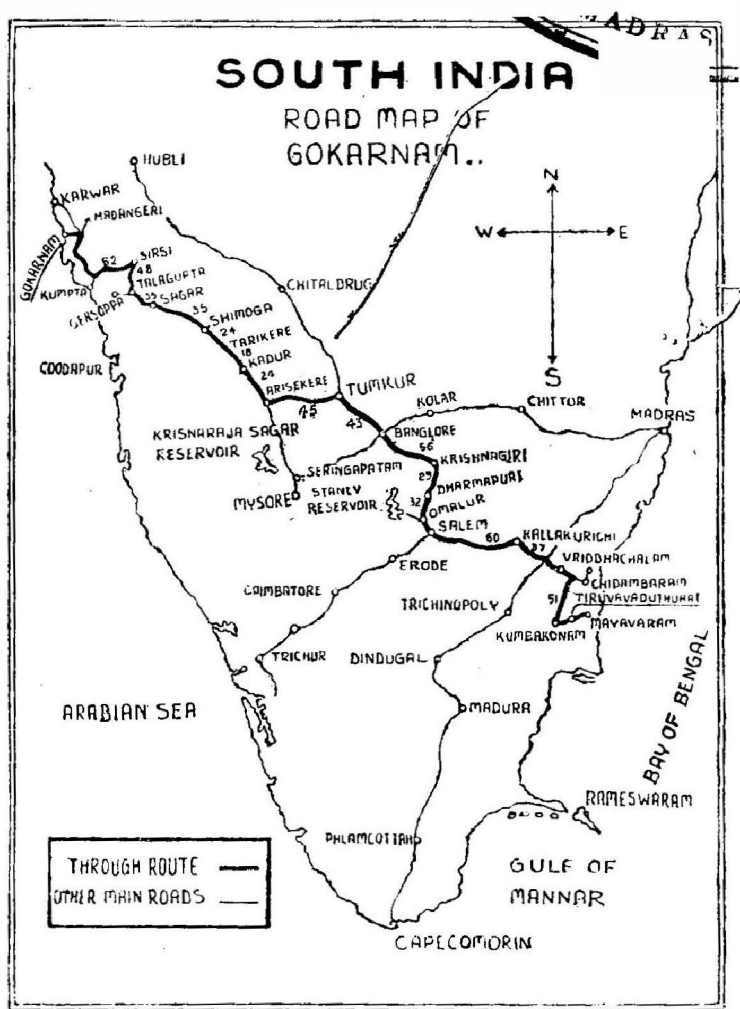 MADRAS
SOUTH INDIA
ROAD MAP OF
GOKARNAM..
HUBLI
KARWAR
MADANGERI
GOKARNAM
N
W
E
S
62
SIRSI
48
TALAGUPTA
KUMPTA
GERSOPPA
35
SAGAR
CHITALDRUG
35
SHIMOGA
24
TARIKERE
18
KADUR
24
COODAPUR
ARISEKERE
TUMKUR
45
KOLAR
CHITTOR
43
MADRAS
KRISNARAJA SAGAR
RESERVOIR
BANGLORE
56
SERINGAPATAM
KRISHNAGIRI
29
MYSORE
STANEY
RESERVOIR
DHARMAPURI
32
OMALUR
SALEM
KALLAKURICHI
60
37
VRIDDHACHALAM
ERODE
CHIDAMBARAM
COIMBATORE
51
TIRUVAVADUTHURAI
TRICHINOPOLY
MAYAVARAM
KUMBAKONAM
TRICHUR
DINDUGAL
ARABIAN SEA
MADURA
BAY OF BENGAL
RAMESWARAM
PHLAMCOTTAH
THROUGH ROUTE
OTHER MAIN ROADS
GULF OF
MANNAR
CAPECOMORIN